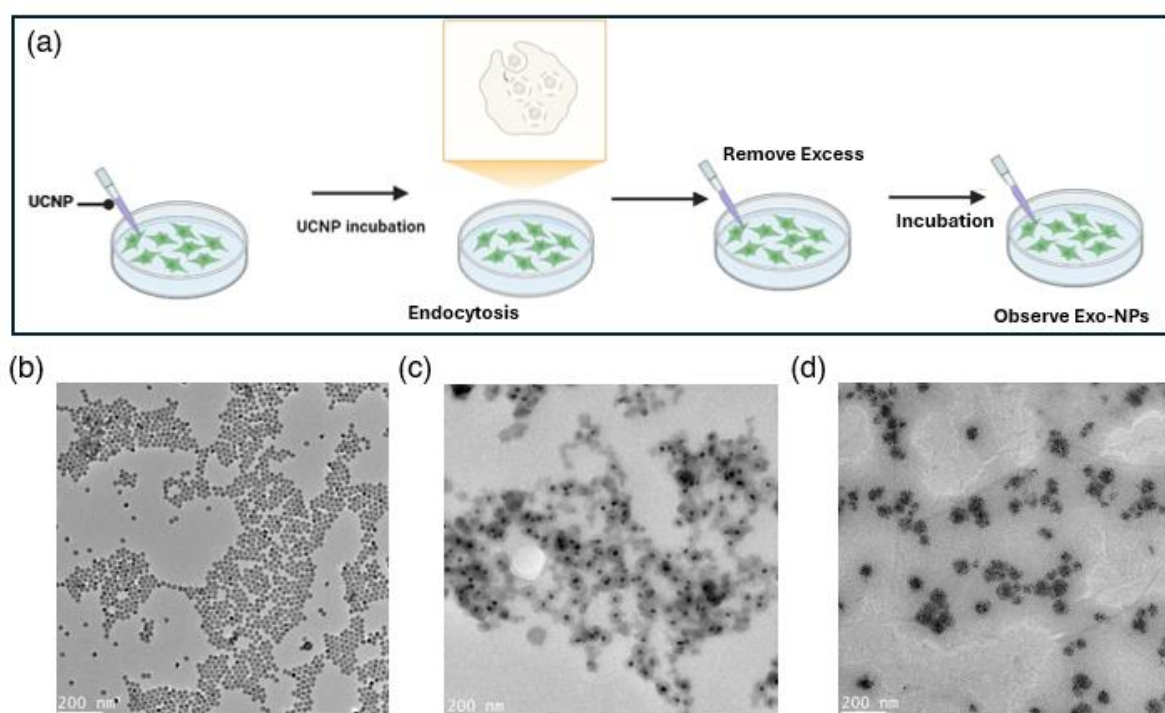 (a)
Remove Excess
UCNP
UCNP incubation
Incubation
Endocytosis
Observe Exo-NPs
(b)
(c)
(d)
200 nm
200 nm
200 nm